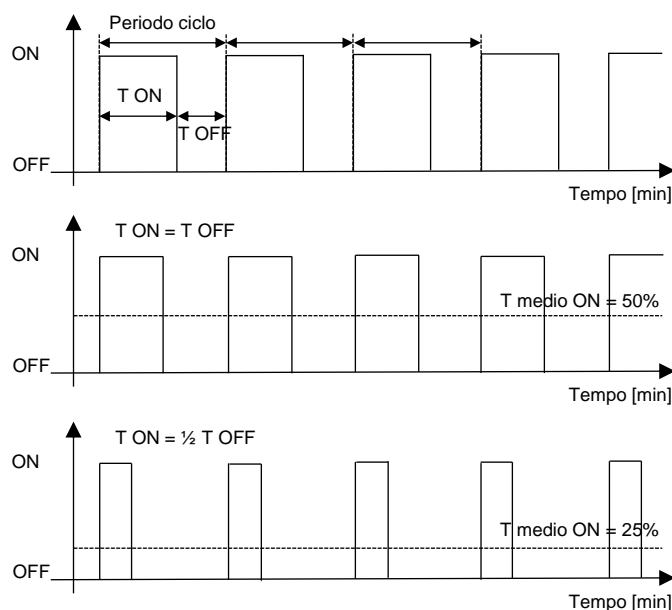 Periodo ciclo
ON
T ON
T OFF
OFF
Tempo [min]
T ON = T OFF
ON
T medio ON = 50%
OFF
Tempo [min]
T ON = ½ T OFF
ON
T medio ON = 25%
OFF
Tempo [min]